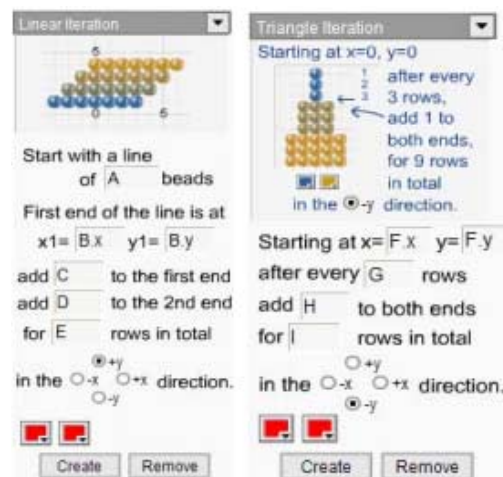 Linear Iteration
5
0
5
Start with a line
of A beads
First end of the line is at
x1= B.x y1= B.y
add C to the first end
add D to the 2nd end
for E rows in total
+y
in the -x +x direction.
-y
Create Remove
Triangle Iteration
Starting at x=0, y=0
1
2
3
after every
3 rows,
add 1 to
both ends,
for 9 rows
in total
in the -y direction.
Starting at x= F.x y= F.y
after every G rows
add H to both ends
for I rows in total
+y
in the -x +x direction.
-y
Create Remove